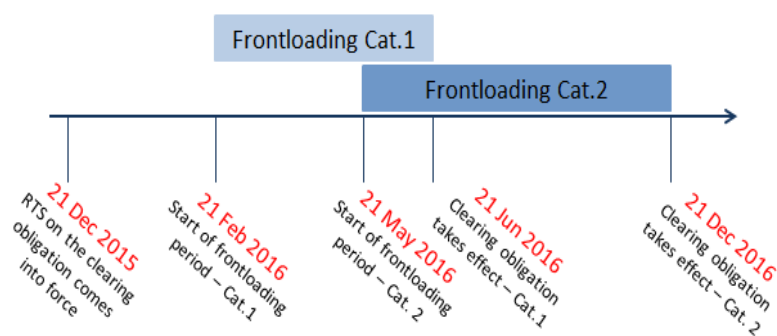 Frontloading Cat.1
Frontloading Cat.2
21 Dec 2015
RTS on the clearing
obligation comes
into force
21 Feb 2016
Start of frontloading
period – Cat.1
21 May 2016
Start of frontloading
period – Cat. 2
21 Jun 2016
Clearing obligation
takes effect – Cat. 1
21 Dec 2016
Clearing obligation
takes effect – Cat. 2